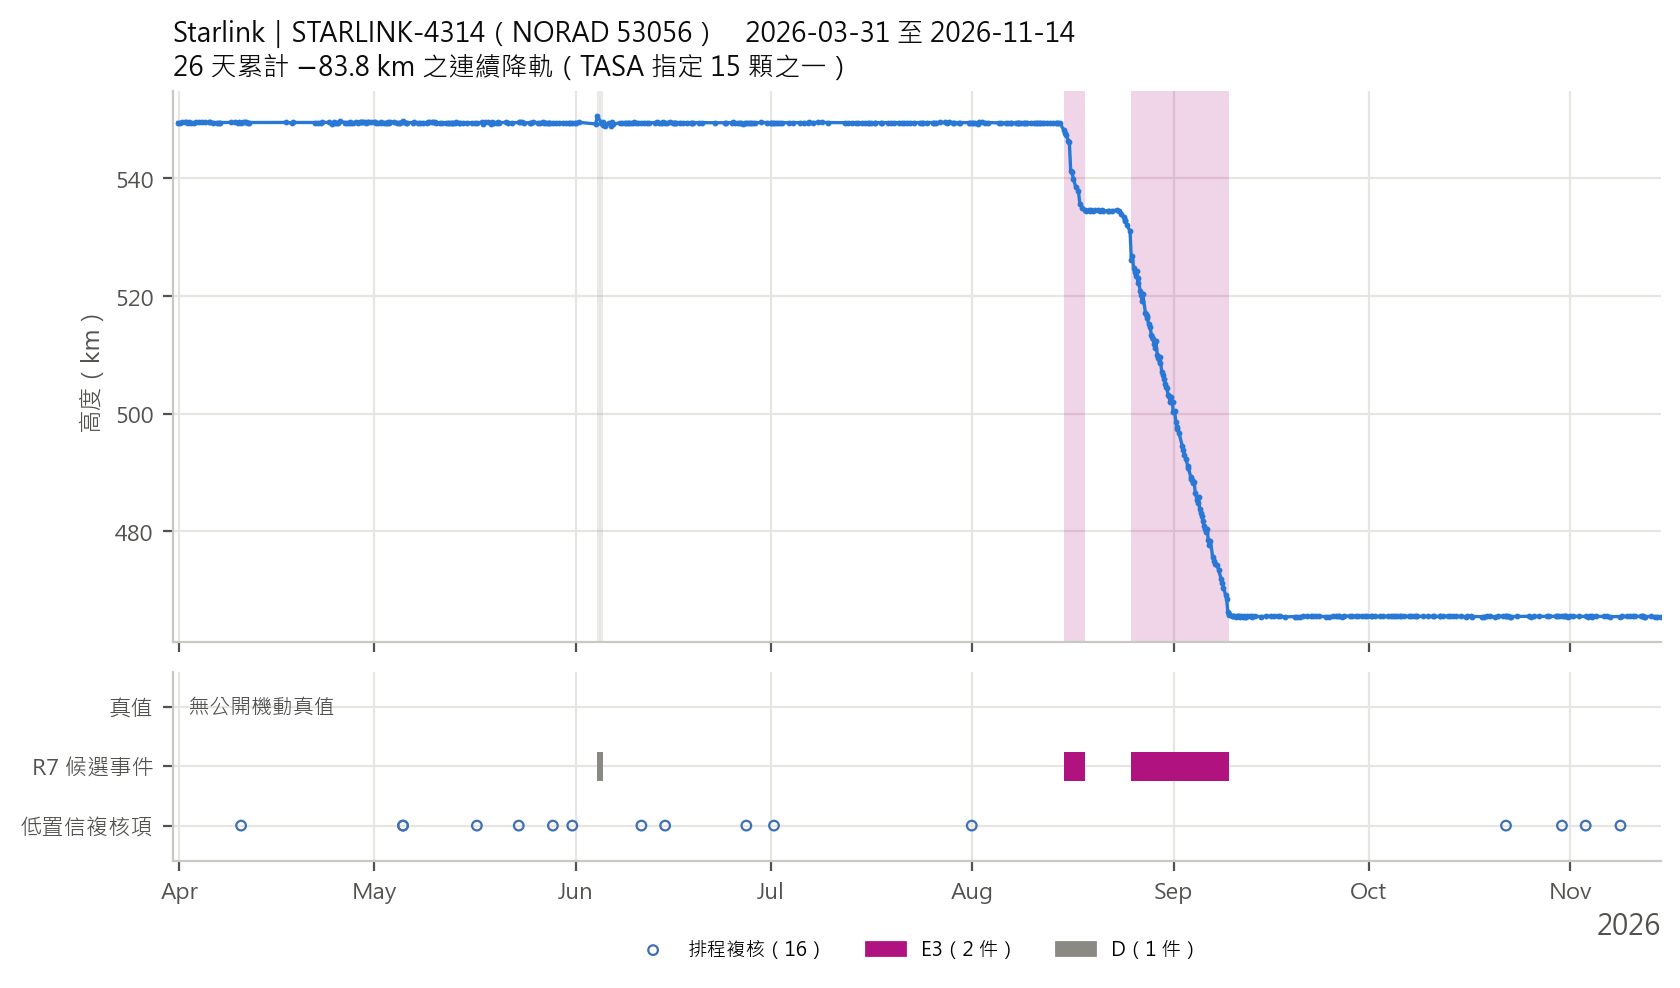 Starlink | STARLINK-4314（NORAD 53056）　2026-03-31 至 2026-11-14
26 天累計 −83.8 km 之連續降軌（TASA 指定 15 顆之一）
高度（km）
540
520
500
480
真值
無公開機動真值
R7 候選事件
低置信複核項
Apr May Jun Jul Aug Sep Oct Nov
2026
排程複核（16） E3（2 件） D（1 件）